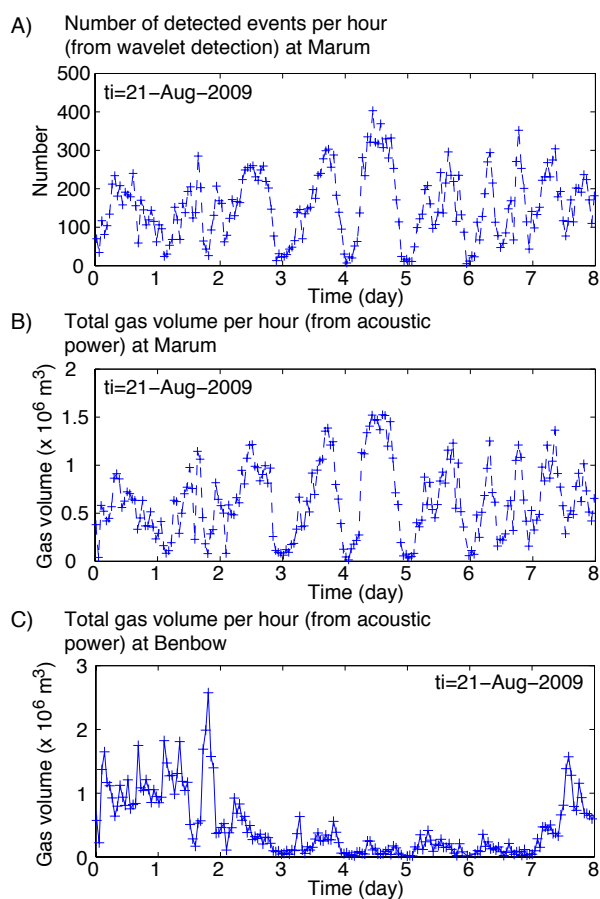 A) Number of detected events per hour
(from wavelet detection) at Marum
500
400
300
200
100
0
Number
ti=21−Aug−2009
0 1 2 3 4 5 6 7 8
Time (day)
B) Total gas volume per hour (from acoustic
power) at Marum
2
1.5
1
0.5
0
Gas volume (x 10⁶ m³)
ti=21−Aug−2009
0 1 2 3 4 5 6 7 8
Time (day)
C) Total gas volume per hour (from acoustic
power) at Benbow
3
2
1
0
Gas volume (x 10⁶ m³)
ti=21−Aug−2009
0 1 2 3 4 5 6 7 8
Time (day)